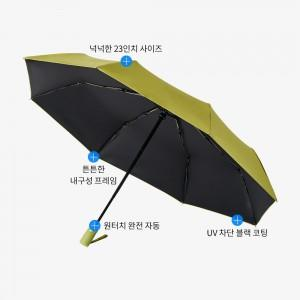 넉넉한 23인치 사이즈
튼튼한
내구성 프레임
원터치 완전 자동
UV 차단 블랙 코팅